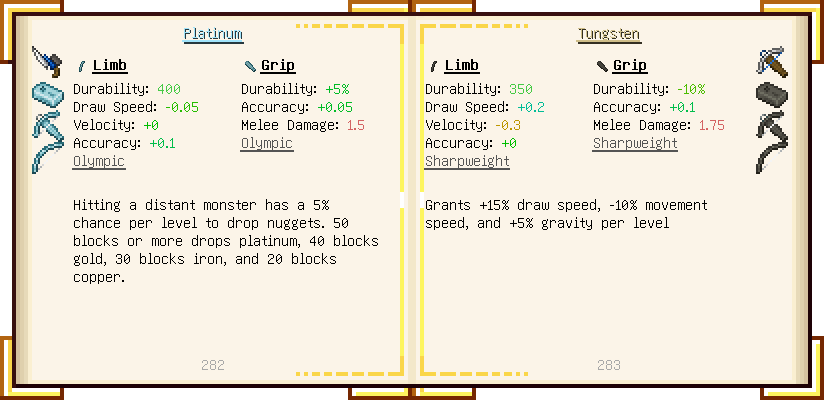 Platinum
Limb
Durability: 400
Draw Speed: -0.05
Velocity: +0
Accuracy: +0.1
Olympic
Grip
Durability: +5%
Accuracy: +0.05
Melee Damage: 1.5
Olympic
Hitting a distant monster has a 5%
chance per level to drop nuggets. 50
blocks or more drops platinum, 40 blocks
gold, 30 blocks iron, and 20 blocks
copper.
282
Tungsten
Limb
Durability: 350
Draw Speed: +0.2
Velocity: -0.3
Accuracy: +0
Sharpweight
Grip
Durability: -10%
Accuracy: +0.1
Melee Damage: 1.75
Sharpweight
Grants +15% draw speed, -10% movement
speed, and +5% gravity per level
283